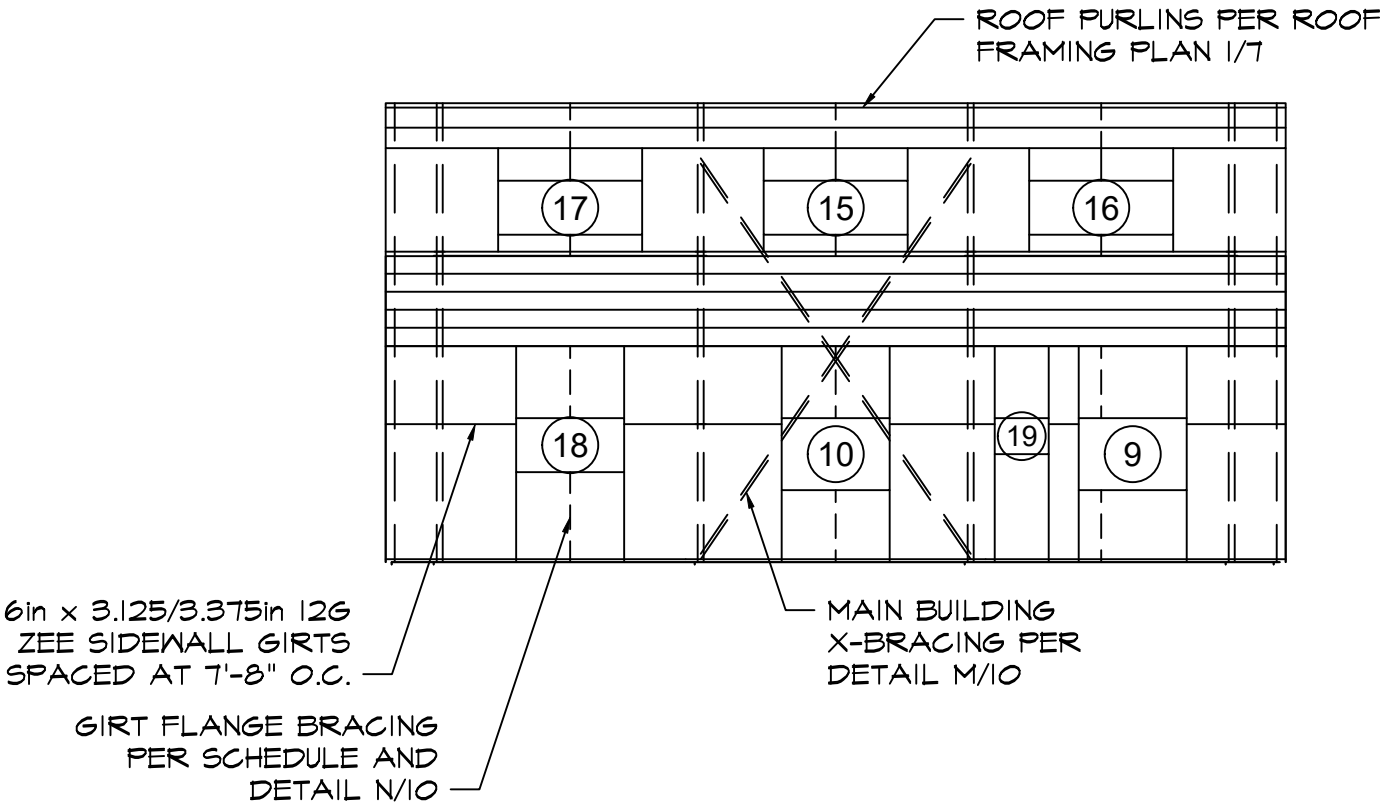 ROOF PURLINS PER ROOF
FRAMING PLAN 1/7
17
15
16
18
10
19
9
6in x 3.125/3.375in 12G
ZEE SIDEWALL GIRTS
SPACED AT 7'-8" O.C.
MAIN BUILDING
X-BRACING PER
DETAIL M/10
GIRT FLANGE BRACING
PER SCHEDULE AND
DETAIL N/10